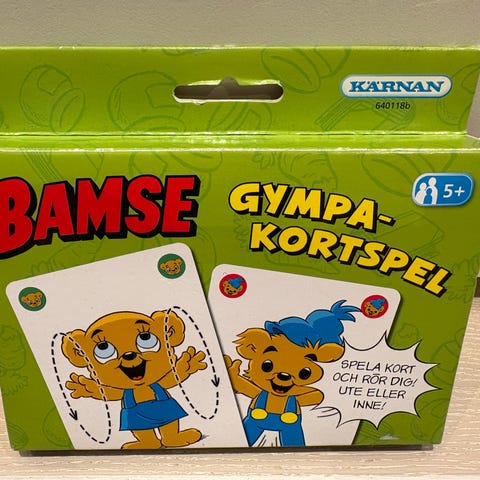 KÄRNAN
640118b
BAMSE
GYMPA-
KORTSPEL
5+
SPELA KORT
OCH RÖR DIG!
UTE ELLER
INNE!